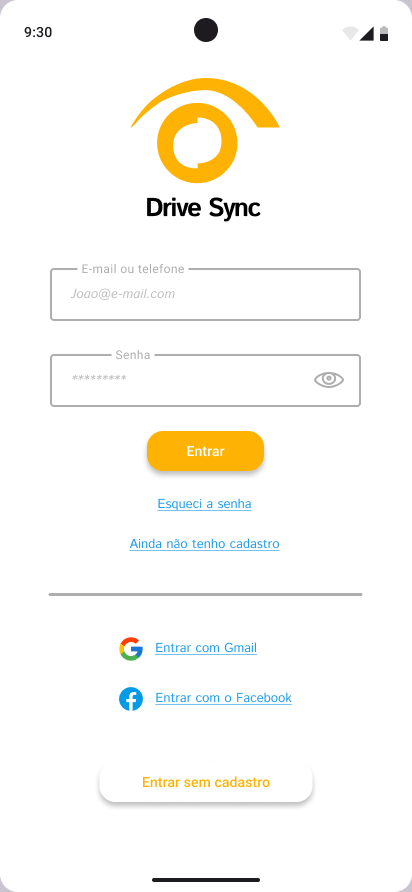 9:30
Drive Sync
E-mail ou telefone
Joao@e-mail.com
Senha
*********
Entrar
Esqueci a senha
Ainda não tenho cadastro
Entrar com Gmail
Entrar com o Facebook
Entrar sem cadastro